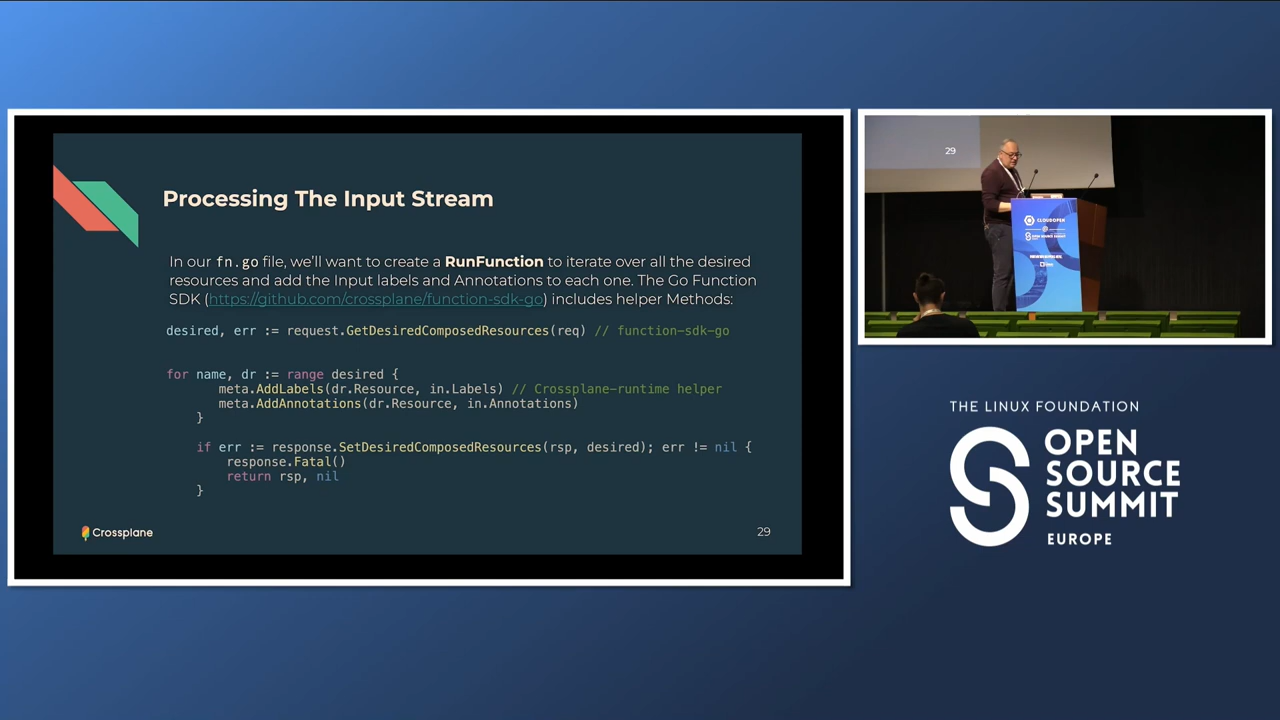 Processing The Input Stream
In our fn.go file, we'll want to create a RunFunction to iterate over all the desired
resources and add the Input labels and Annotations to each one. The Go Function
SDK (https://github.com/crossplane/function-sdk-go) includes helper Methods:
desired, err := request.GetDesiredComposedResources(req) // function-sdk-go
for name, dr := range desired {
meta.AddLabels(dr.Resource, in.Labels) // Crossplane-runtime helper
meta.AddAnnotations(dr.Resource, in.Annotations)
}
if err := response.SetDesiredComposedResources(rsp, desired); err != nil {
response.Fatal()
return rsp, nil
}
Crossplane
29
29
CLOUDOPEN
THE LINUX FOUNDATION
OPEN
SOURCE
SUMMIT
EUROPE